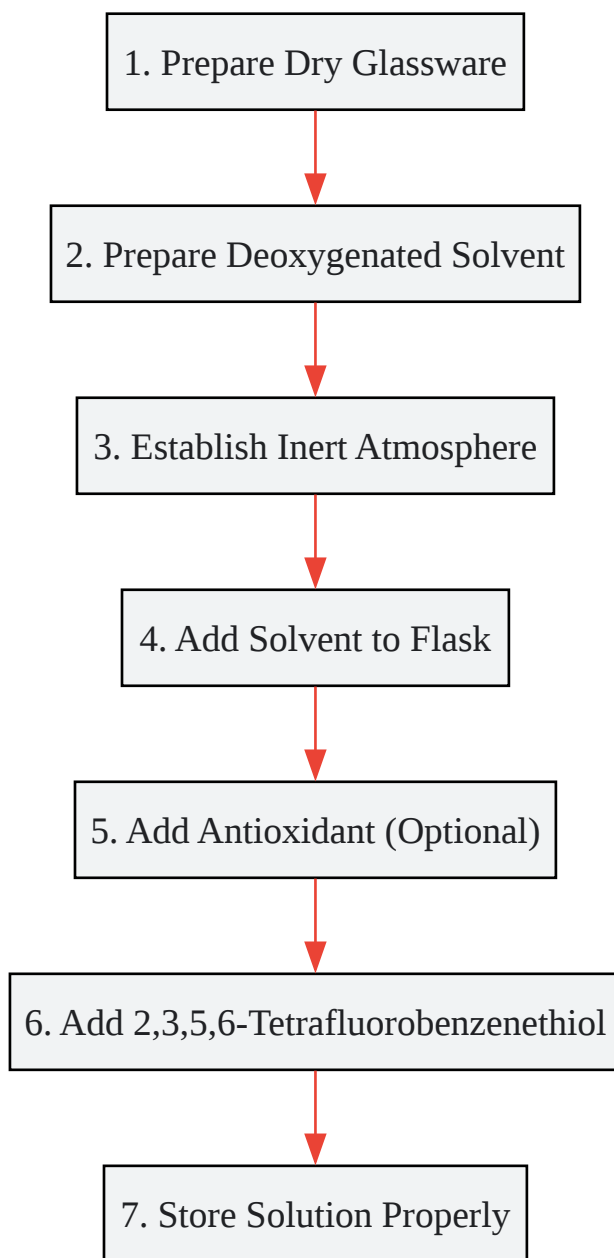 1. Prepare Dry Glassware
2. Prepare Deoxygenated Solvent
3. Establish Inert Atmosphere
4. Add Solvent to Flask
5. Add Antioxidant (Optional)
6. Add 2,3,5,6-Tetrafluorobenzenethiol
7. Store Solution Properly